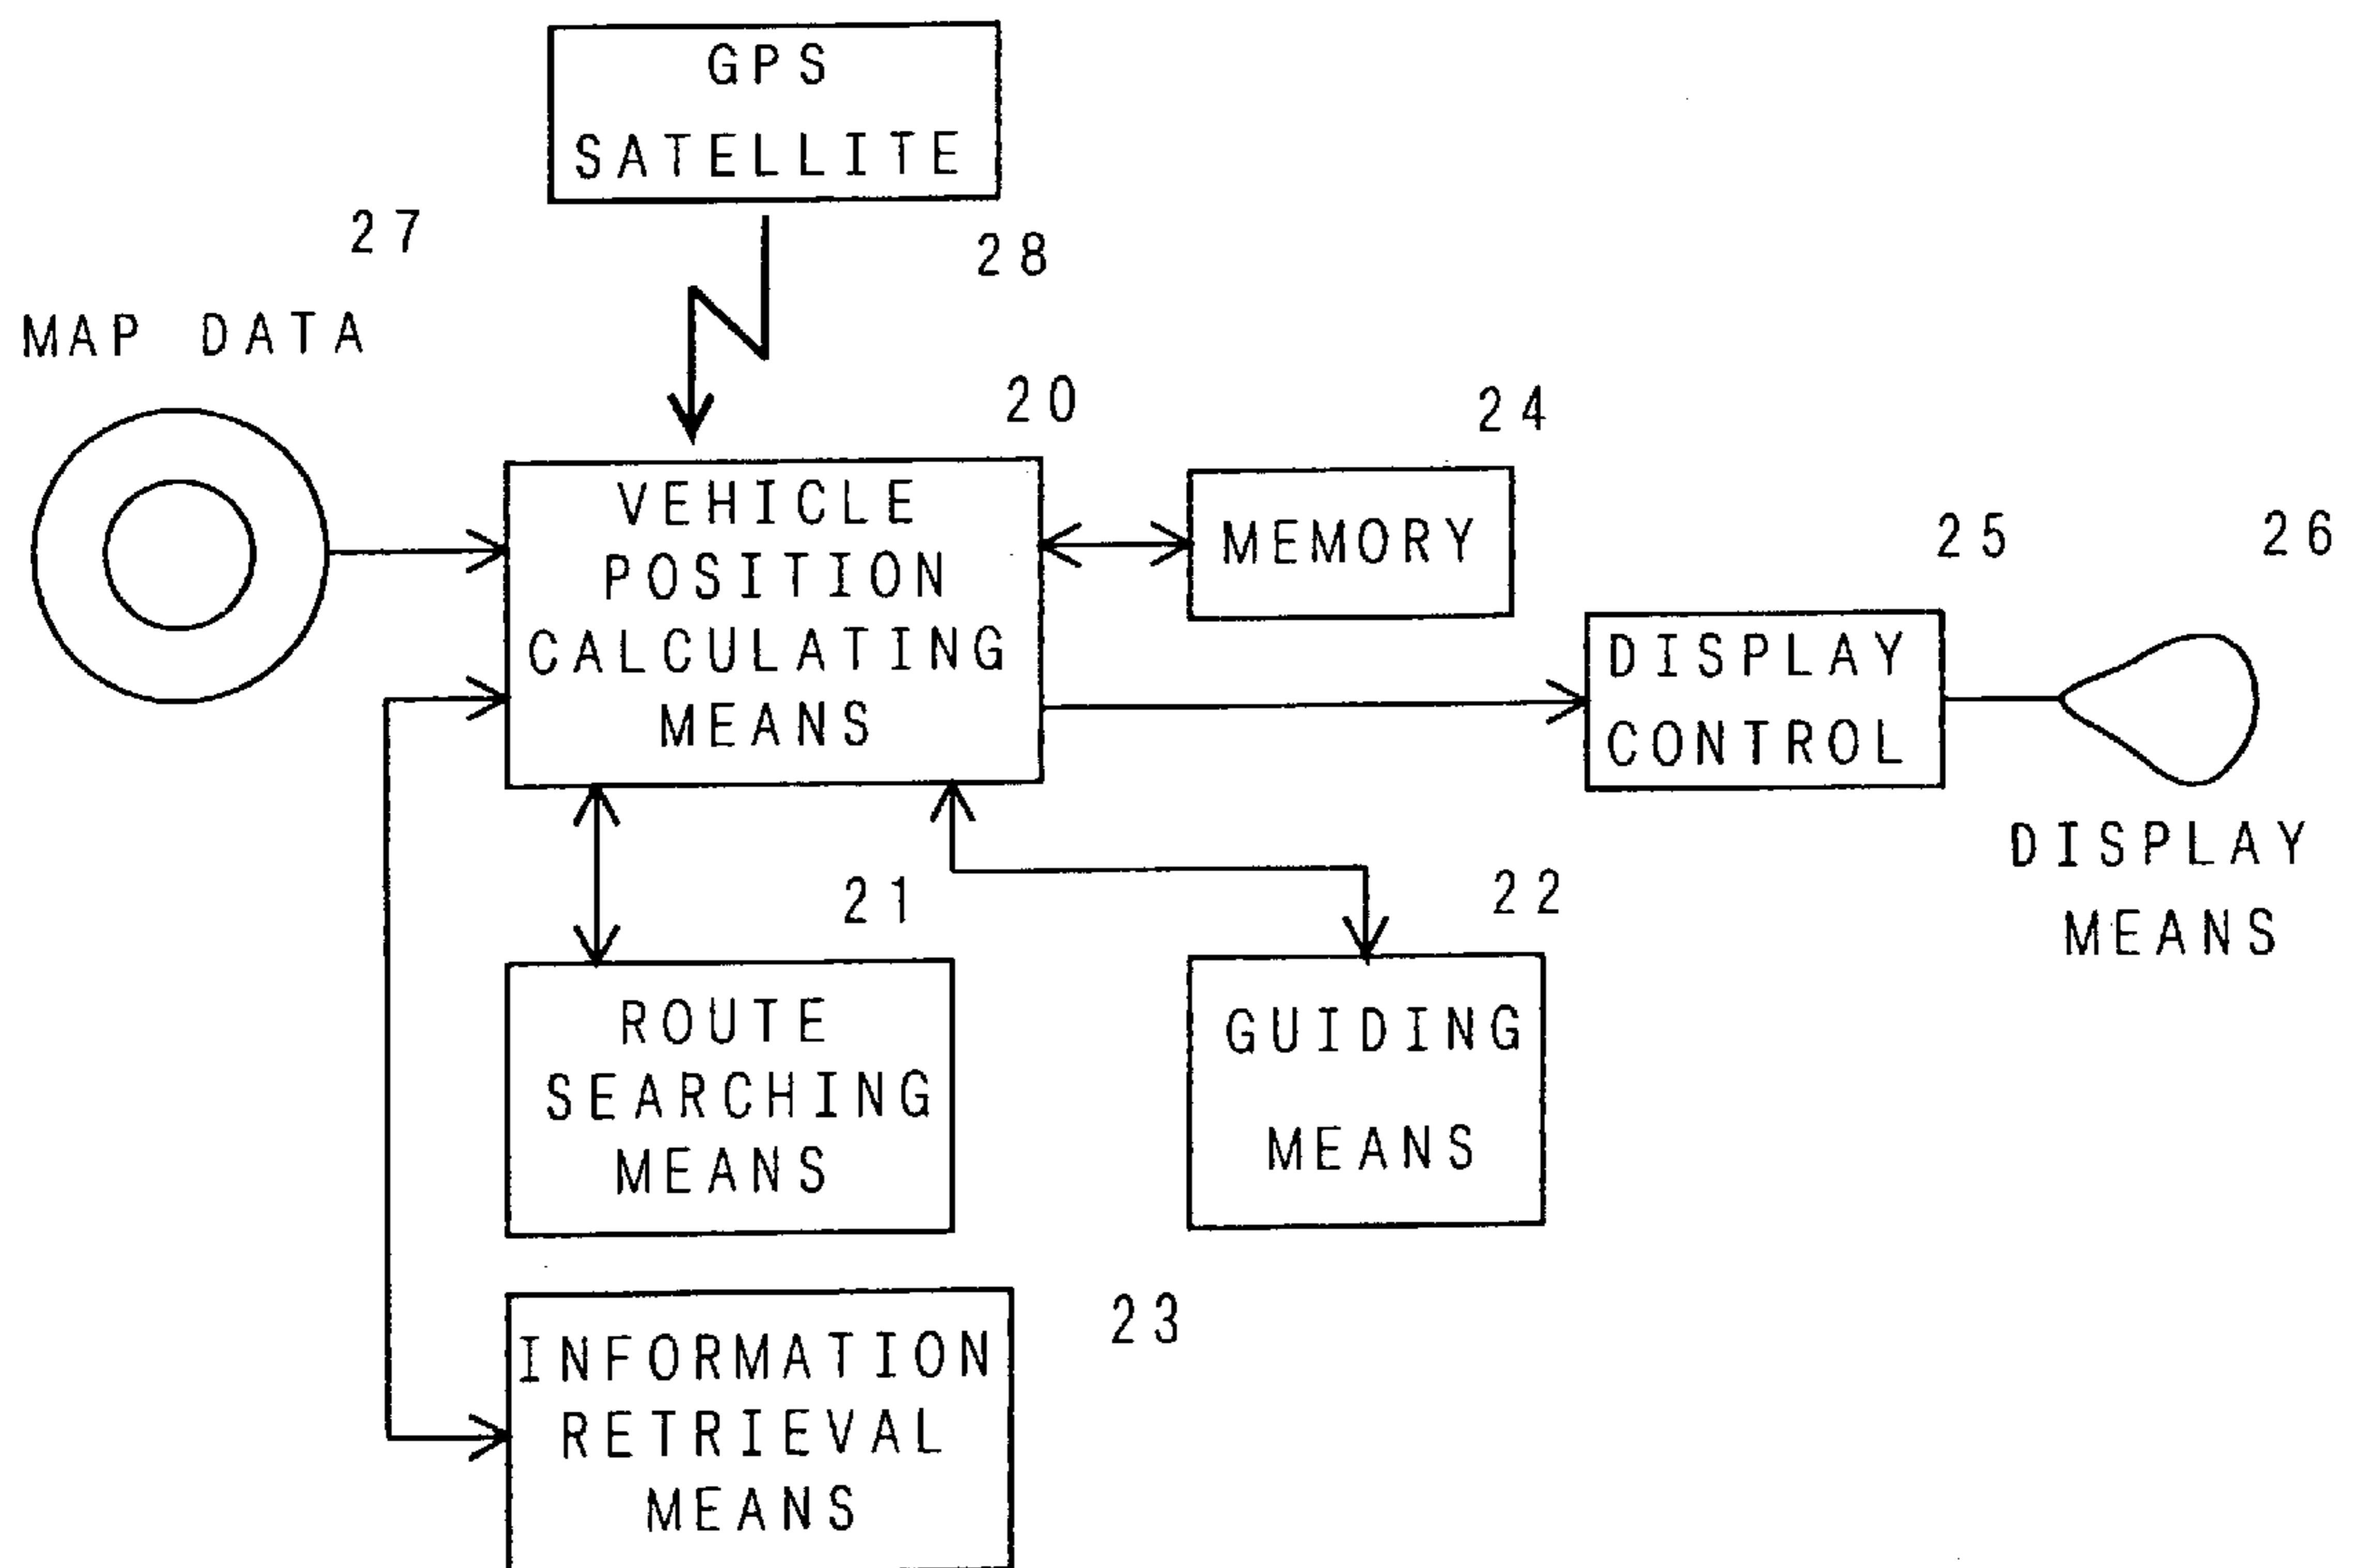 GPS
SATELLITE
27
28
MAP DATA
20
24
VEHICLE
POSITION
CALCULATING
MEANS
MEMORY
25
26
DISPLAY
CONTROL
DISPLAY
MEANS
21
22
ROUTE
SEARCHING
MEANS
GUIDING
MEANS
23
INFORMATION
RETRIEVAL
MEANS